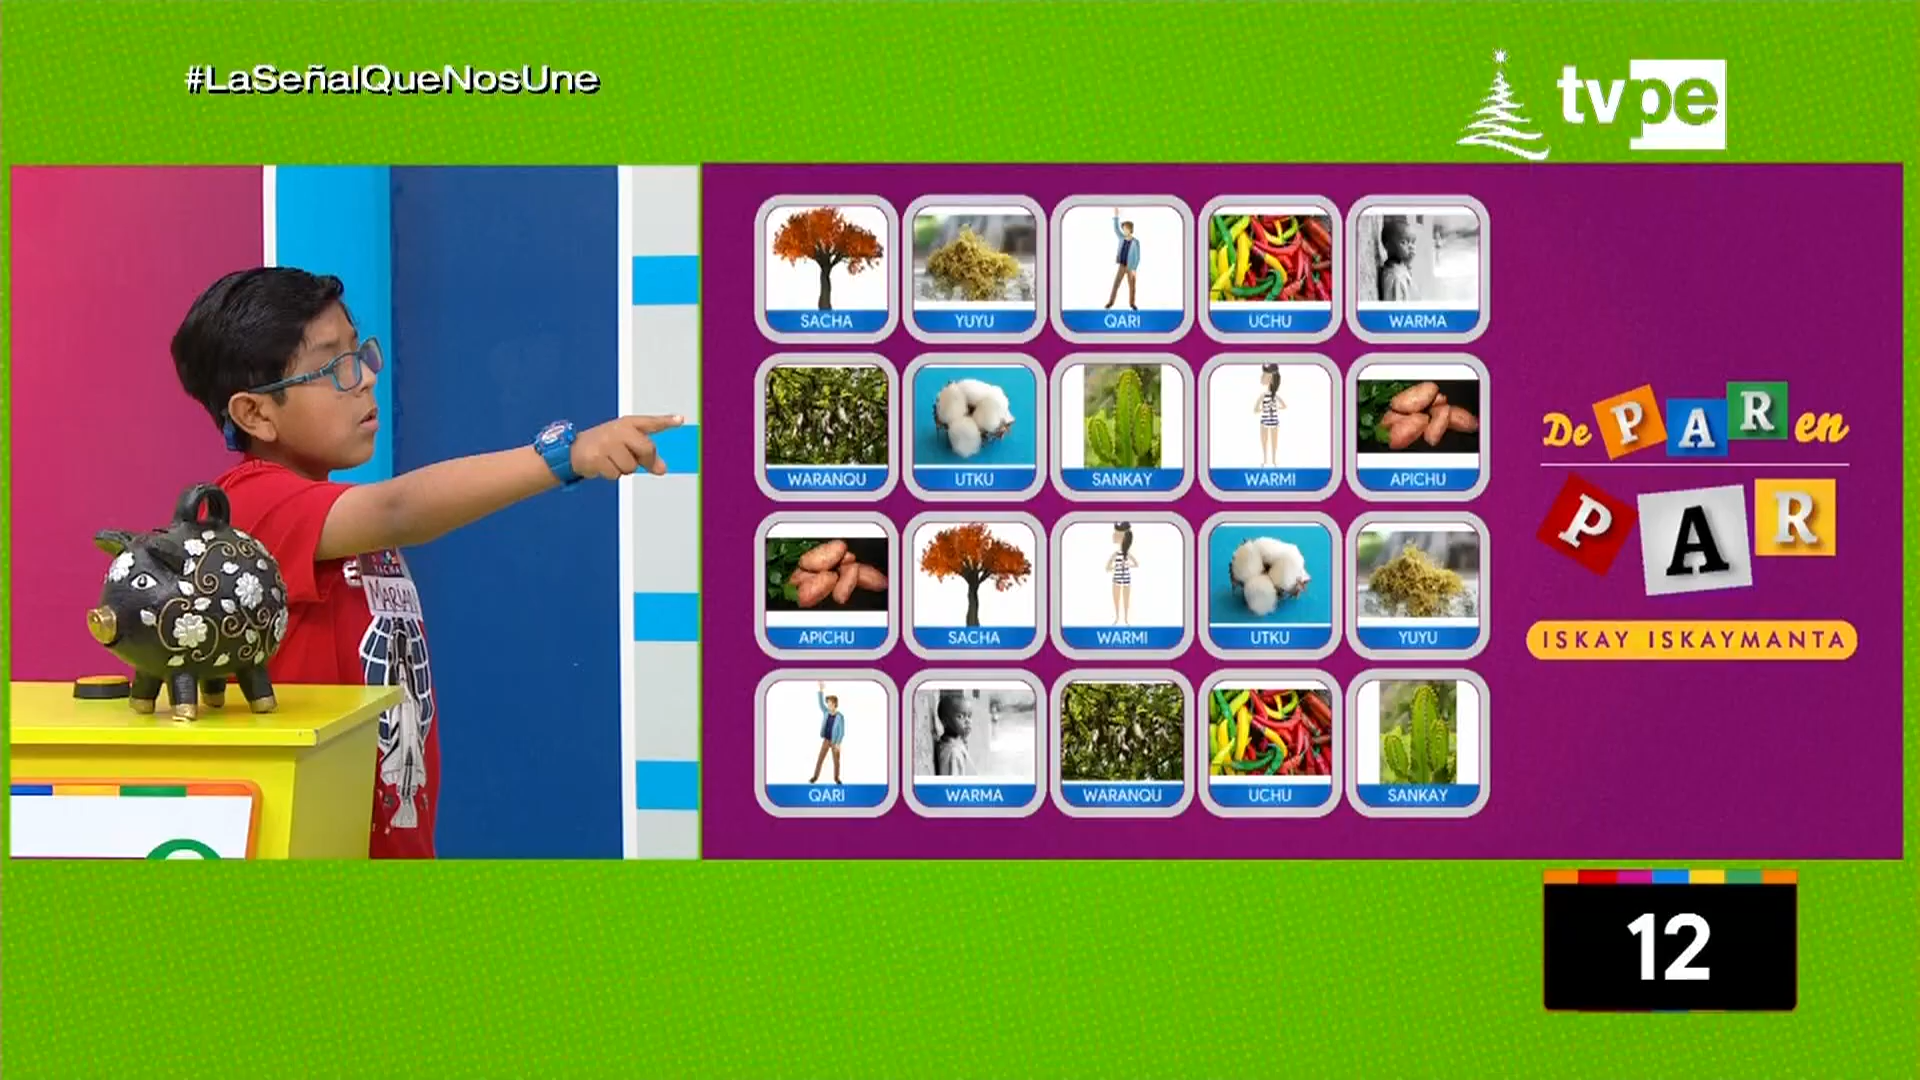 #LaSeñalQueNosUne
tvpe
SACHA
YUYU
QARI
UCHU
WARMA
WARANQU
UTKU
SANKAY
WARMI
APICHU
APICHU
SACHA
WARMI
UTKU
YUYU
QARI
WARMA
WARANQU
UCHU
SANKAY
De PAR en
PAR
ISKAY ISKAYMANTA
12